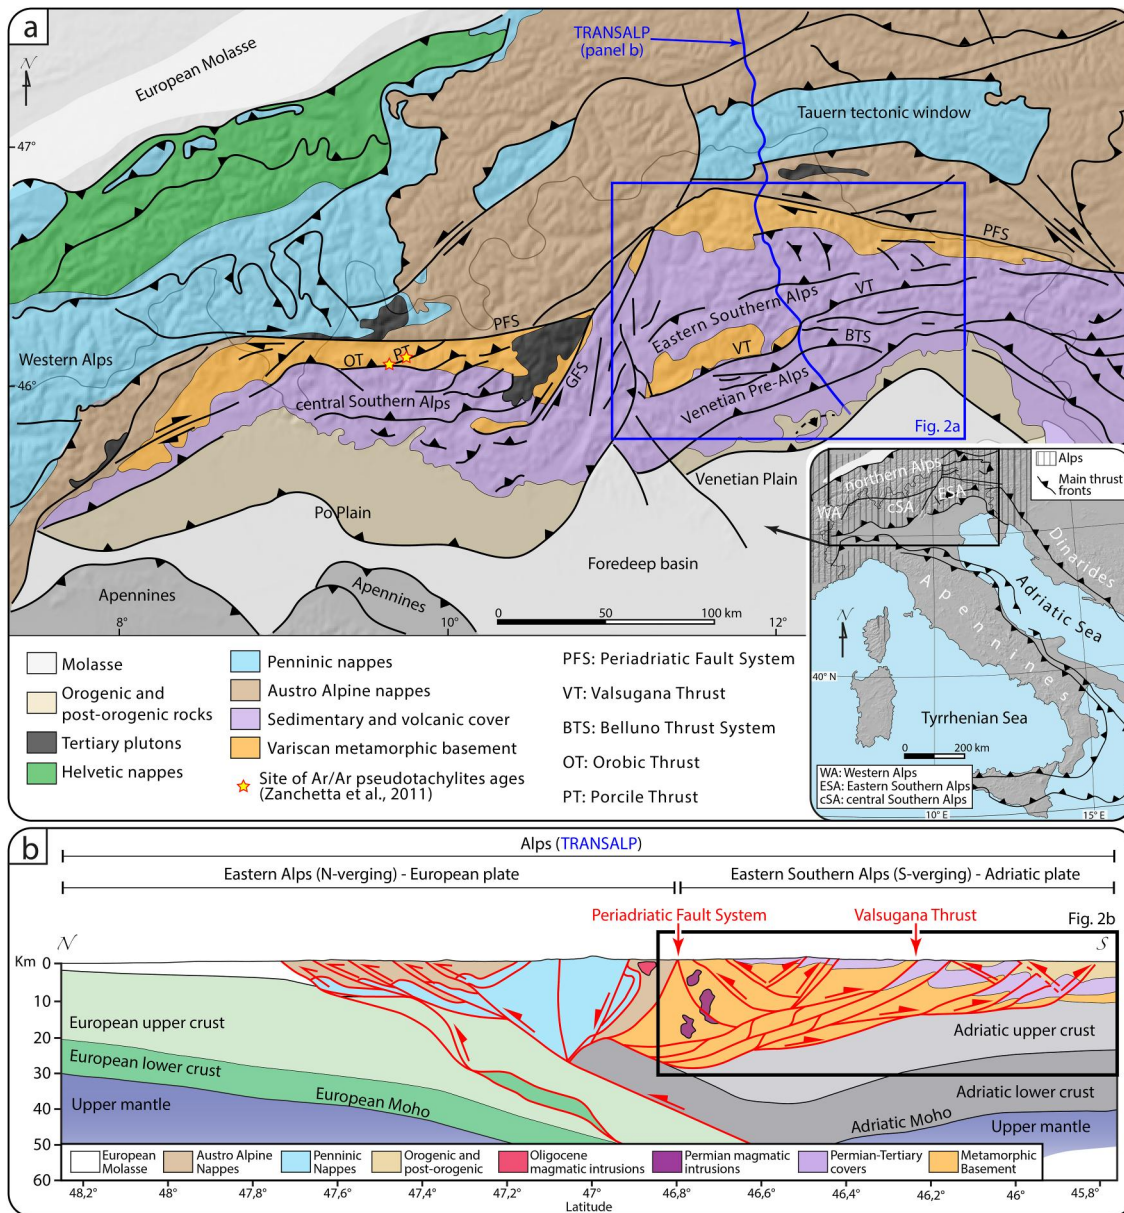 a
N
European Molasse
TRANSALP
(panel b)
Tauern tectonic window
47°
PFS
VT
Eastern Southern Alps
BTS
VT
Venetian Pre-Alps
Fig. 2a
PFS
PT
OT
GFS
Western Alps
46°
central Southern Alps
Po Plain
Venetian Plain
Foredeep basin
Apennines
Apennines
0 50 100 km
8° 10° 12°
Molasse
Orogenic and
post-orogenic rocks
Tertiary plutons
Helvetic nappes
Penninic nappes
Austro Alpine nappes
Sedimentary and volcanic cover
Variscan metamorphic basement
Site of Ar/Ar pseudotachylites ages
(Zanchetta et al., 2011)
PFS: Periadriatic Fault System
VT: Valsugana Thrust
BTS: Belluno Thrust System
OT: Orobic Thrust
PT: Porcile Thrust
Alps
Main thrust
fronts
northern Alps
WA
cSA
ESA
Dinarides
Adriatic Sea
Apennines
N
40° N
Tyrrhenian Sea
0 200 km
WA: Western Alps
ESA: Eastern Southern Alps
cSA: central Southern Alps
10° E 15° E
b
Alps (TRANSALP)
Eastern Alps (N-verging) - European plate
Eastern Southern Alps (S-verging) - Adriatic plate
Periadriatic Fault System
Valsugana Thrust
Fig. 2b
N
S
Km 0
10
20
30
40
50
60
European upper crust
European lower crust
European Moho
Upper mantle
Adriatic upper crust
Adriatic lower crust
Adriatic Moho
Upper mantle
European
Molasse
Austro Alpine
Nappes
Penninic
Nappes
Orogenic and
post-orogenic
Oligocene
magmatic intrusions
Permian magmatic
intrusions
Permian-Tertiary
covers
Metamorphic
Basement
48,2° 48° 47,8° 47,6° 47,4° 47,2° 47° 46,8° 46,6° 46,4° 46,2° 46° 45,8°
Latitude